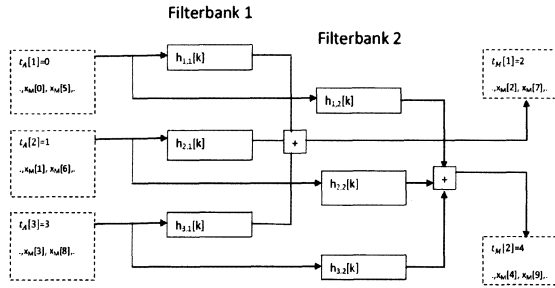 Filterbank 1
Filterbank 2
t_A[1]=0
.,x_M[0], x_M[5],.
h_{1,1}[k]
t_M[1]=2
.,x_M[2], x_M[7],.
h_{1,2}[k]
t_A[2]=1
.,x_M[1], x_M[6],.
h_{2,1}[k]
+
h_{2,2}[k]
+
t_A[3]=3
.,x_M[3], x_M[8],.
h_{3,1}[k]
h_{3,2}[k]
t_M[2]=4
.,x_M[4], x_M[9],.